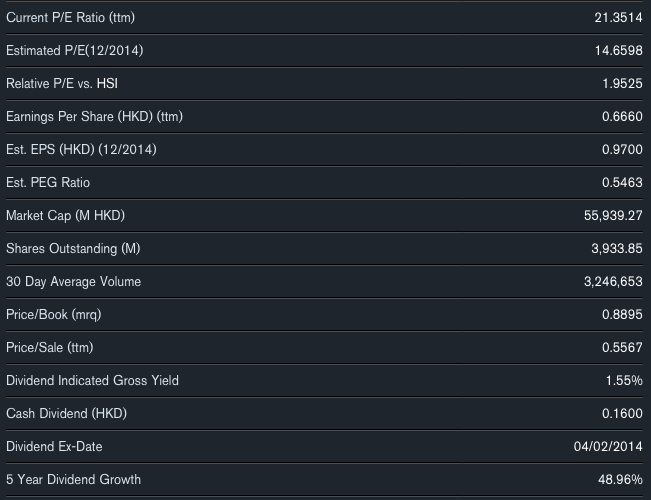 Current P/E Ratio (ttm) 21.3514
Estimated P/E(12/2014) 14.6598
Relative P/E vs. HSI 1.9525
Earnings Per Share (HKD) (ttm) 0.6660
Est. EPS (HKD) (12/2014) 0.9700
Est. PEG Ratio 0.5463
Market Cap (M HKD) 55,939.27
Shares Outstanding (M) 3,933.85
30 Day Average Volume 3,246,653
Price/Book (mrq) 0.8895
Price/Sale (ttm) 0.5567
Dividend Indicated Gross Yield 1.55%
Cash Dividend (HKD) 0.1600
Dividend Ex-Date 04/02/2014
5 Year Dividend Growth 48.96%